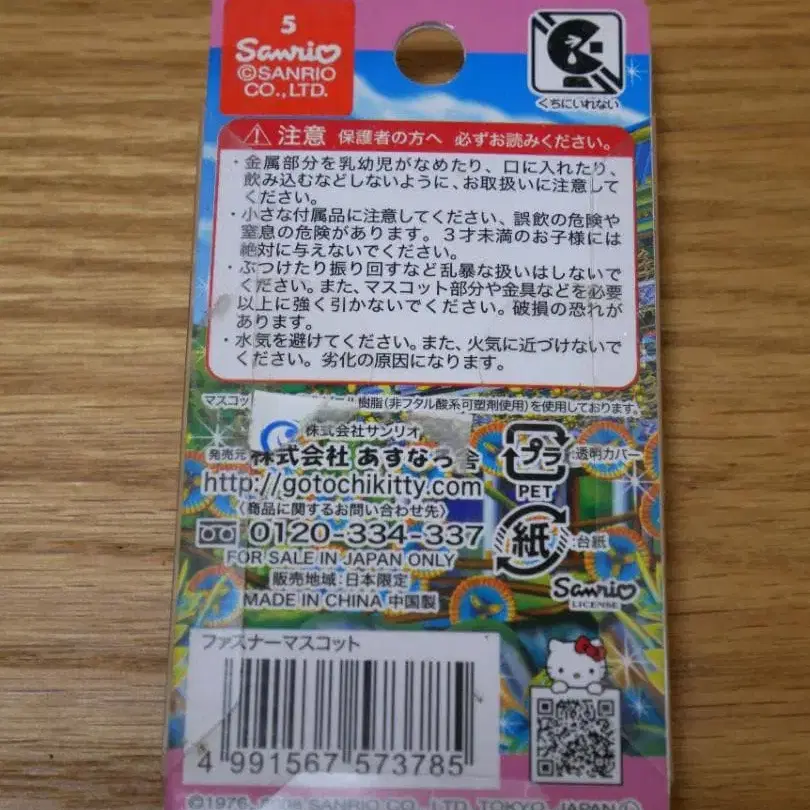 5
Sanrio
©SANRIO
CO.,LTD.
くちにいれない
注意 保護者の方へ 必ずお読みください。
・金属部分を乳幼児がなめたり、口に入れたり、
飲み込むなどしないように、お取扱いに注意して
ください。
・小さな付属品に注意してください、誤飲の危険や
窒息の危険があります。3才未満のお子様には
絶対に与えないでください。
・ぶつけたり振り回すなど乱暴な扱いはしないで
ください。また、マスコット部分や金具などを必要
以上に強く引かないでください。破損の恐れが
あります。
・水気を避けてください。また、火気に近づけないで
ください。劣化の原因になります。
マスコッ 樹脂(非フタル酸系可塑剤使用)を使用しております。
株式会社サンリオ
発売元 株式会社 あすなろ舎
http://gotochikitty.com
〈商品に関するお問い合わせ先〉
0120-334-337
FOR SALE IN JAPAN ONLY
販売地域:日本限定
MADE IN CHINA 中国製
プラ
:透明カバー
PET
紙
:台紙
Sanrio
LICENSE
ファスナーマスコット
4 991567 573785
©1976, SANRIO CO., LTD. TOKYO, JAPAN